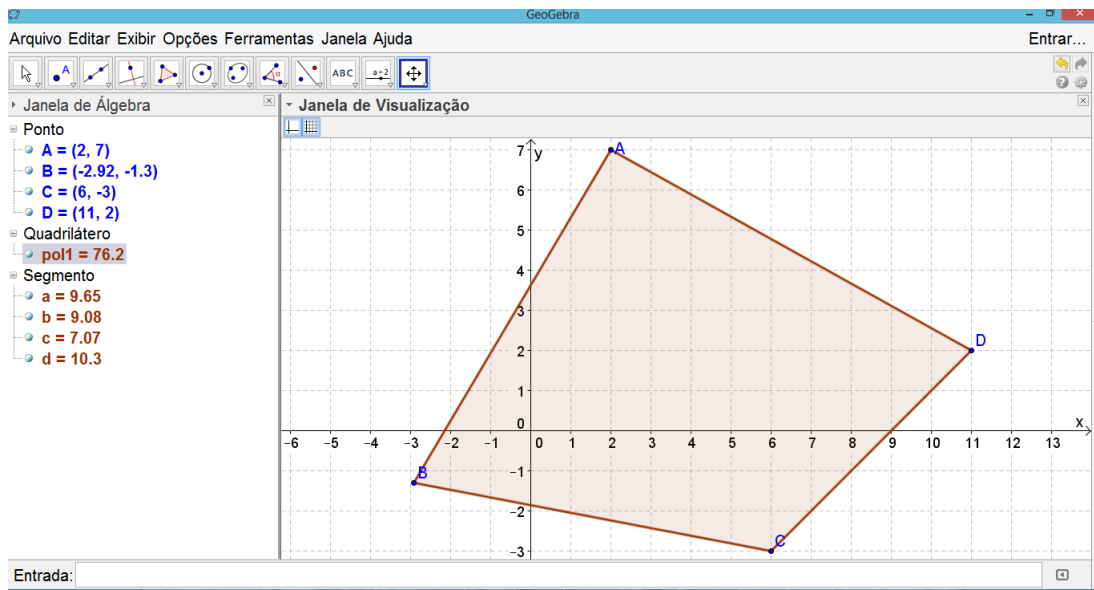 GeoGebra
Arquivo Editar Exibir Opções Ferramentas Janela Ajuda
Entrar...
A
α
ABC
a=2
Janela de Álgebra
Janela de Visualização
Ponto
A = (2, 7)
B = (-2.92, -1.3)
C = (6, -3)
D = (11, 2)
Quadrilátero
pol1 = 76.2
Segmento
a = 9.65
b = 9.08
c = 7.07
d = 10.3
7
y
A
6
5
4
3
2
D
1
0
x
−6 −5 −4 −3 −2 −1 0 1 2 3 4 5 6 7 8 9 10 11 12 13
B
−1
−2
C
−3
Entrada: